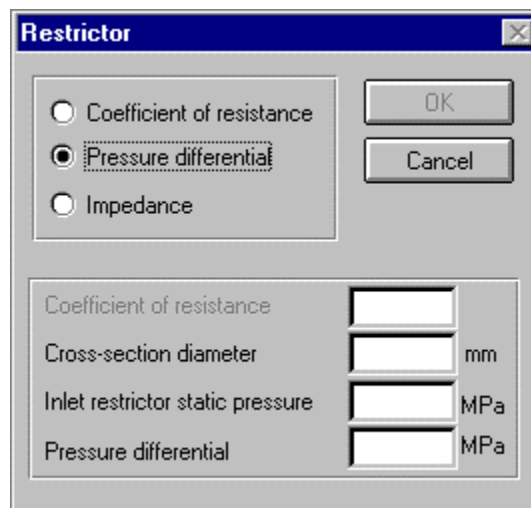 Restrictor
Coefficient of resistance
OK
Pressure differential
Cancel
Impedance
Coefficient of resistance
Cross-section diameter mm
Inlet restrictor static pressure MPa
Pressure differential MPa